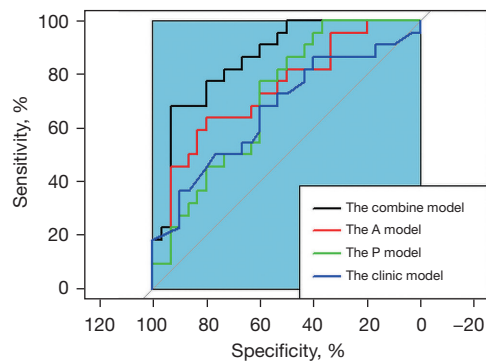 100
80
60
40
20
0
Sensitivity, %
The combine model
The A model
The P model
The clinic model
120 100 80 60 40 20 0 −20
Specificity, %